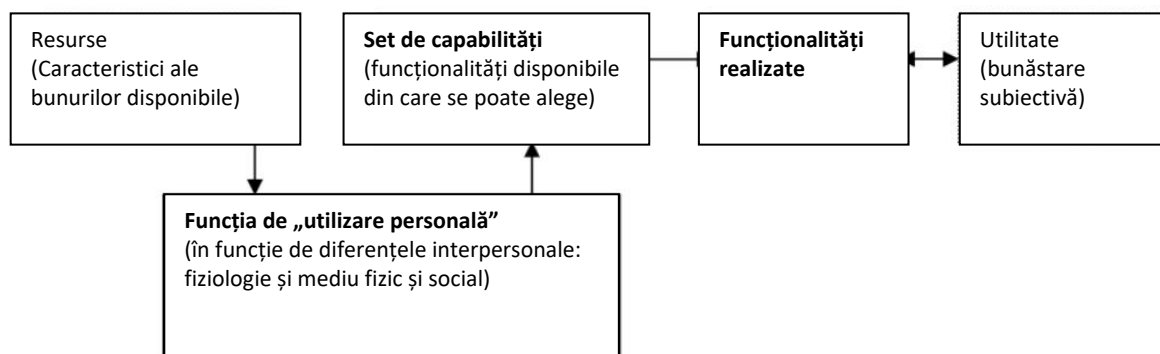 Resurse
(Caracteristici ale
bunurilor disponibile)
Set de capabilități
(funcționalități disponibile
din care se poate alege)
Funcționalități
realizate
Utilitate
(bunăstare
subiectivă)
Funcția de „utilizare personală”
(în funcție de diferențele interpersonale:
fiziologie și mediu fizic și social)